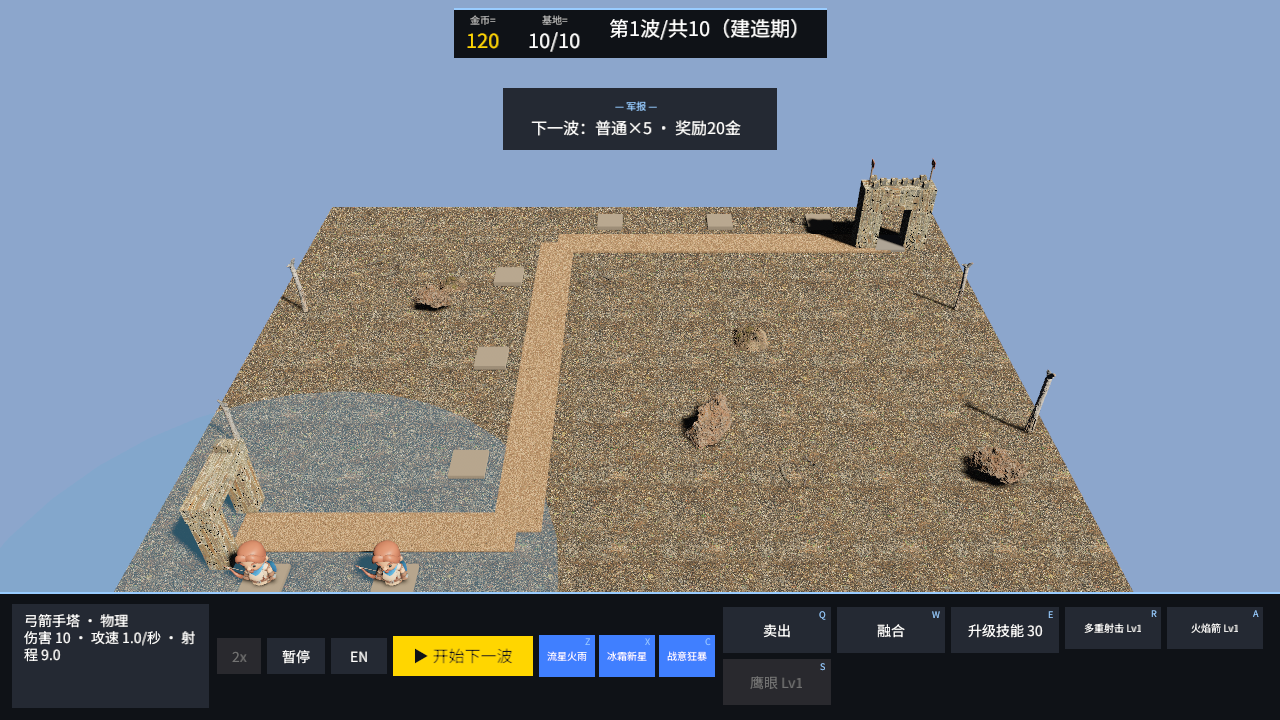 金币=
120
基地=
10/10
第1波/共10（建造期）
— 军报 —
下一波：普通×5 · 奖励20金
弓箭手塔 · 物理
伤害 10 · 攻速 1.0/秒 · 射
程 9.0
2x
暂停
EN
▶ 开始下一波
Z
流星火雨
X
冰霜新星
C
战意狂暴
Q
卖出
W
融合
E
升级技能 30
R
多重射击 Lv1
A
火焰箭 Lv1
S
鹰眼 Lv1